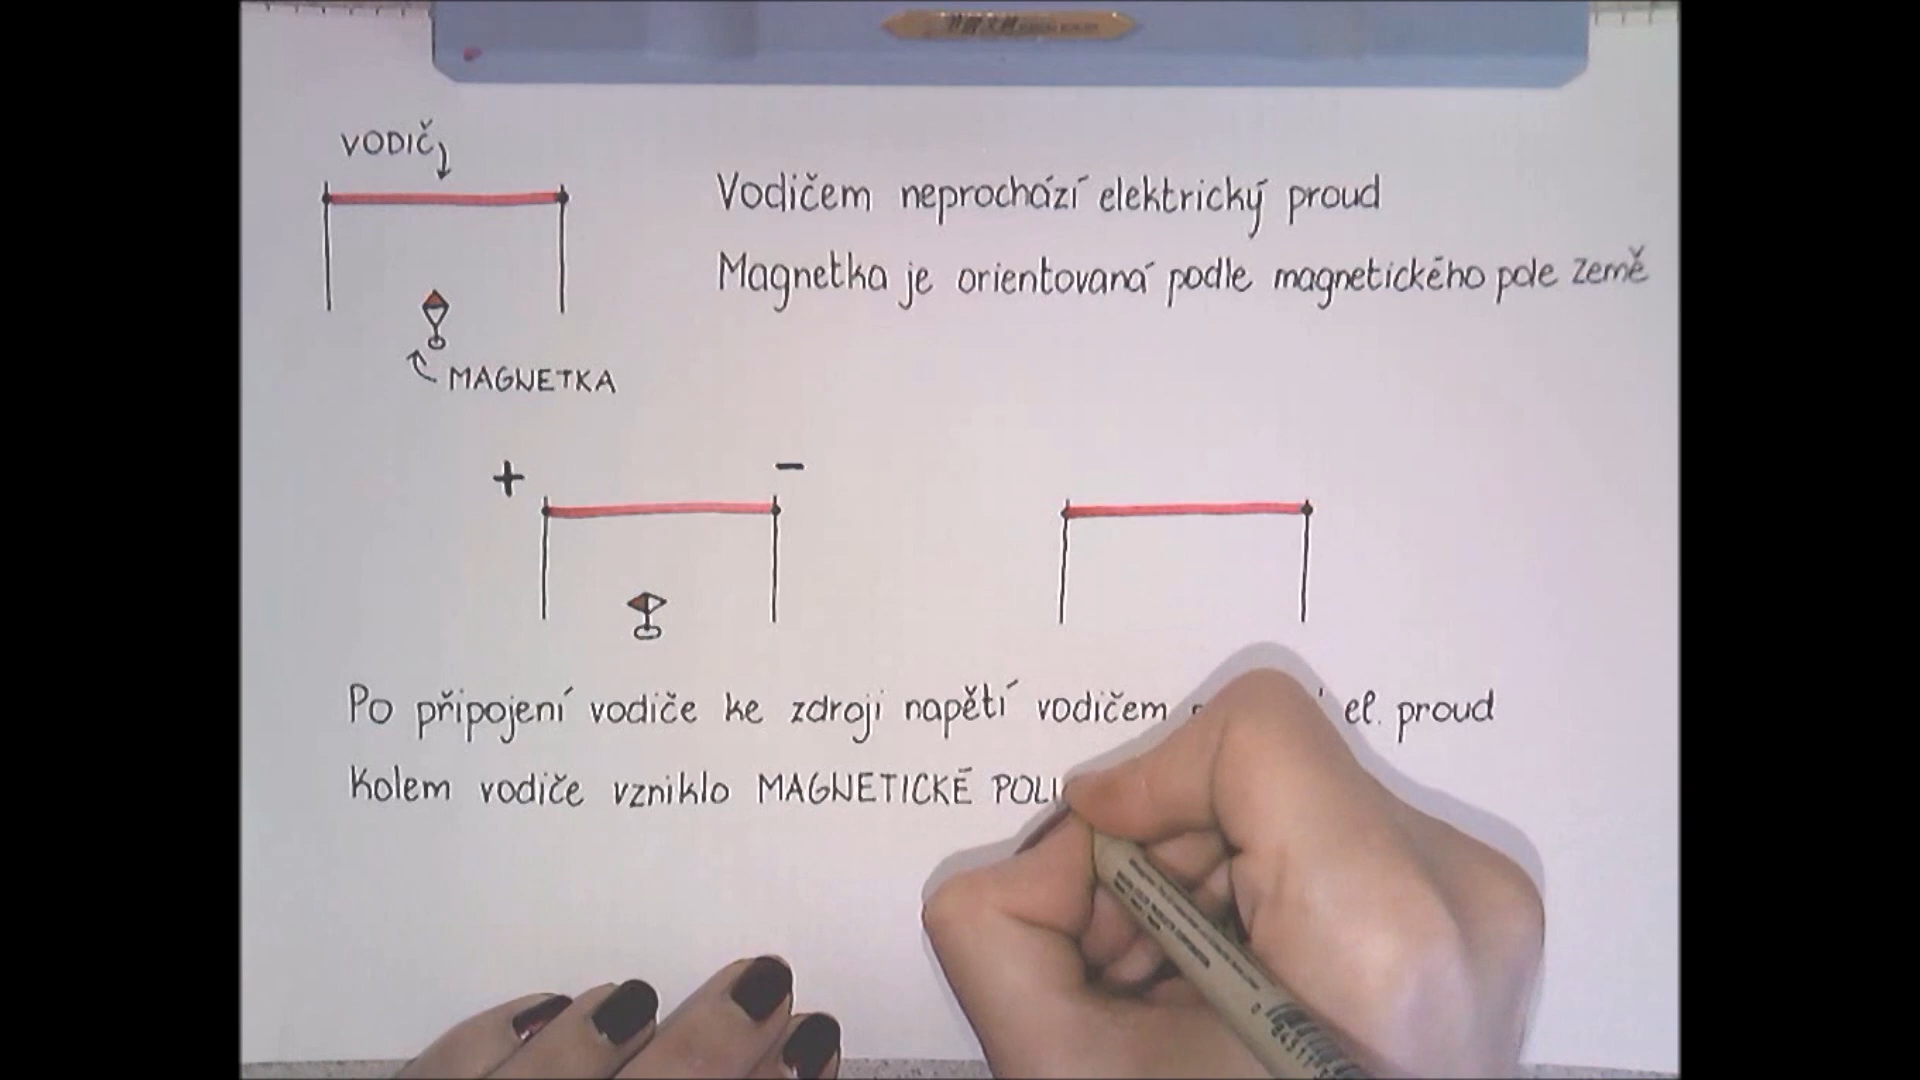 VODIČ
Vodičem neprochází elektrický proud
Magnetka je orientovaná podle magnetického pole Země
MAGNETKA
+ -
Po připojení vodiče ke zdroji napětí vodičem el. proud
Kolem vodiče vzniklo MAGNETICKÉ